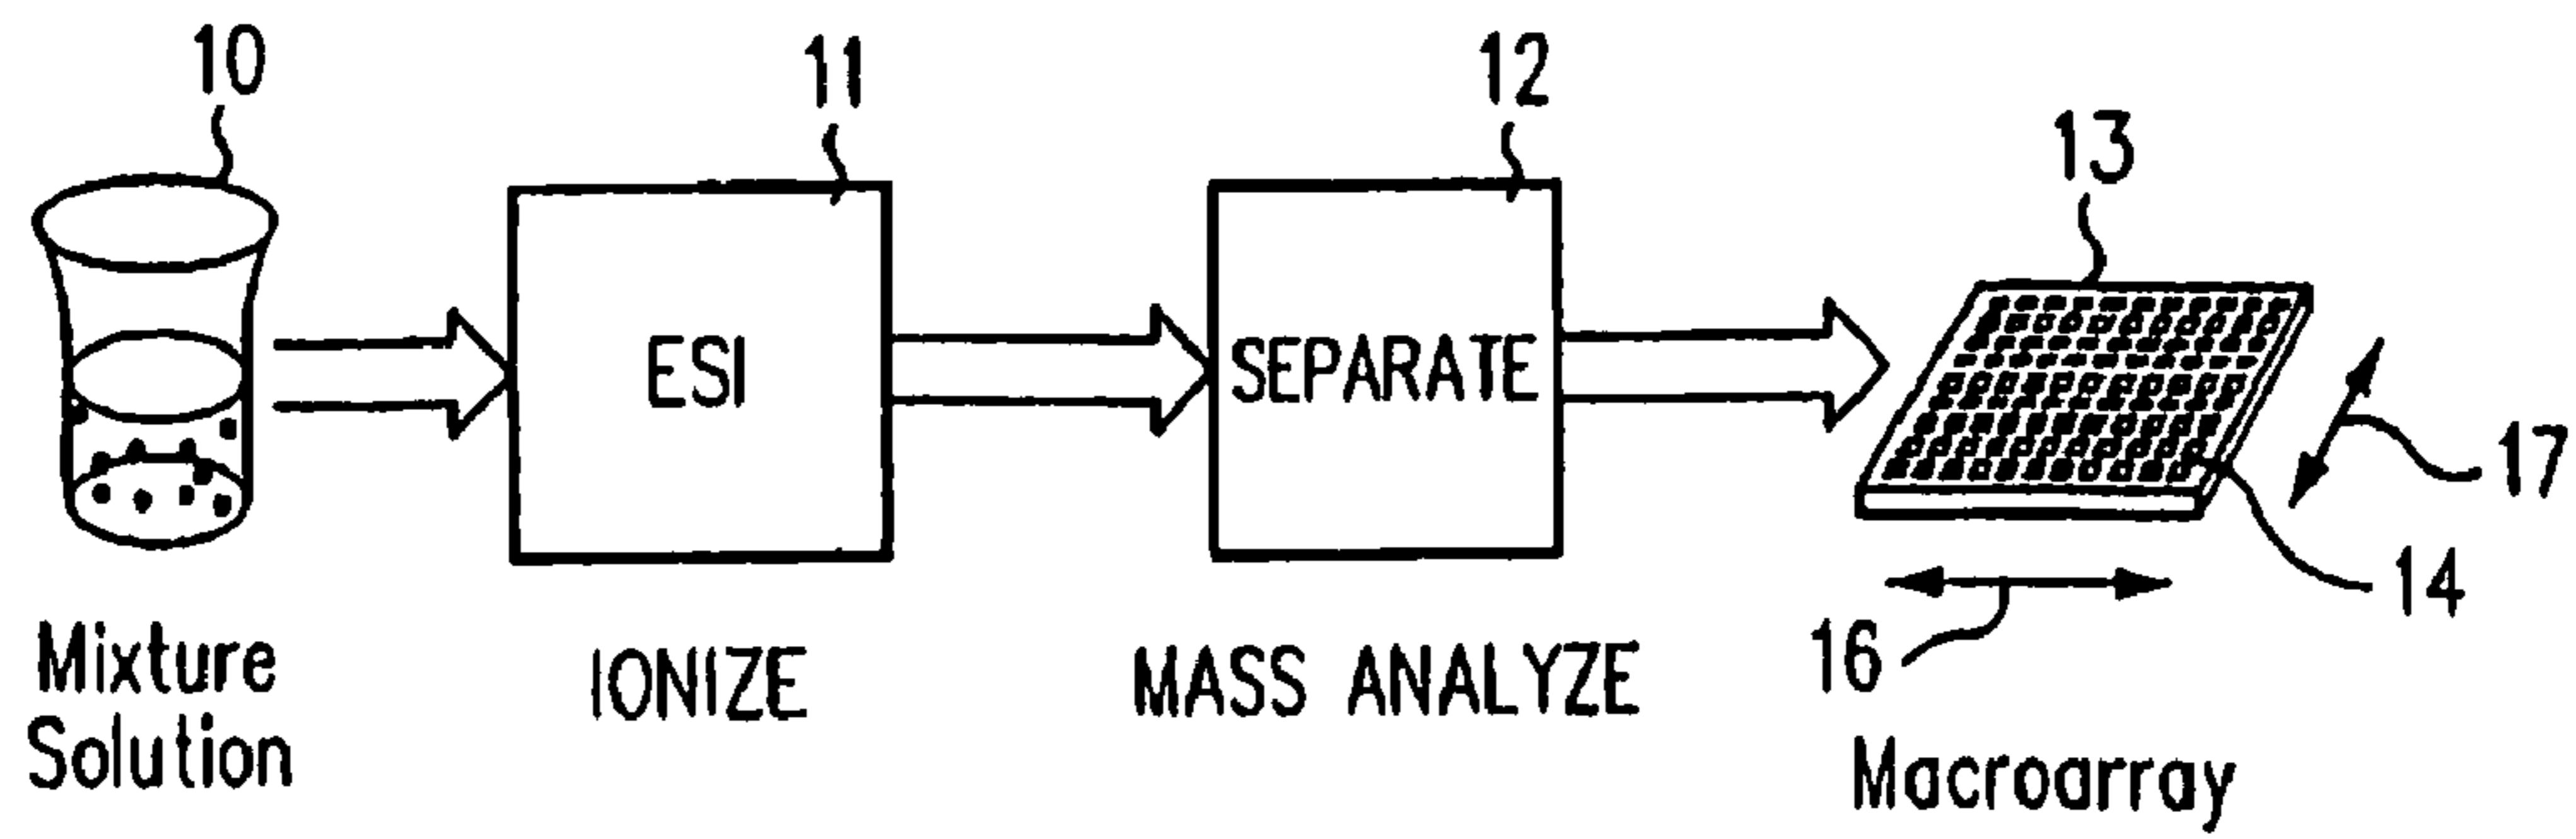 10
11
12
13
ESI
SEPARATE
17
14
16
Mixture
Solution
IONIZE
MASS ANALYZE
Macroarray